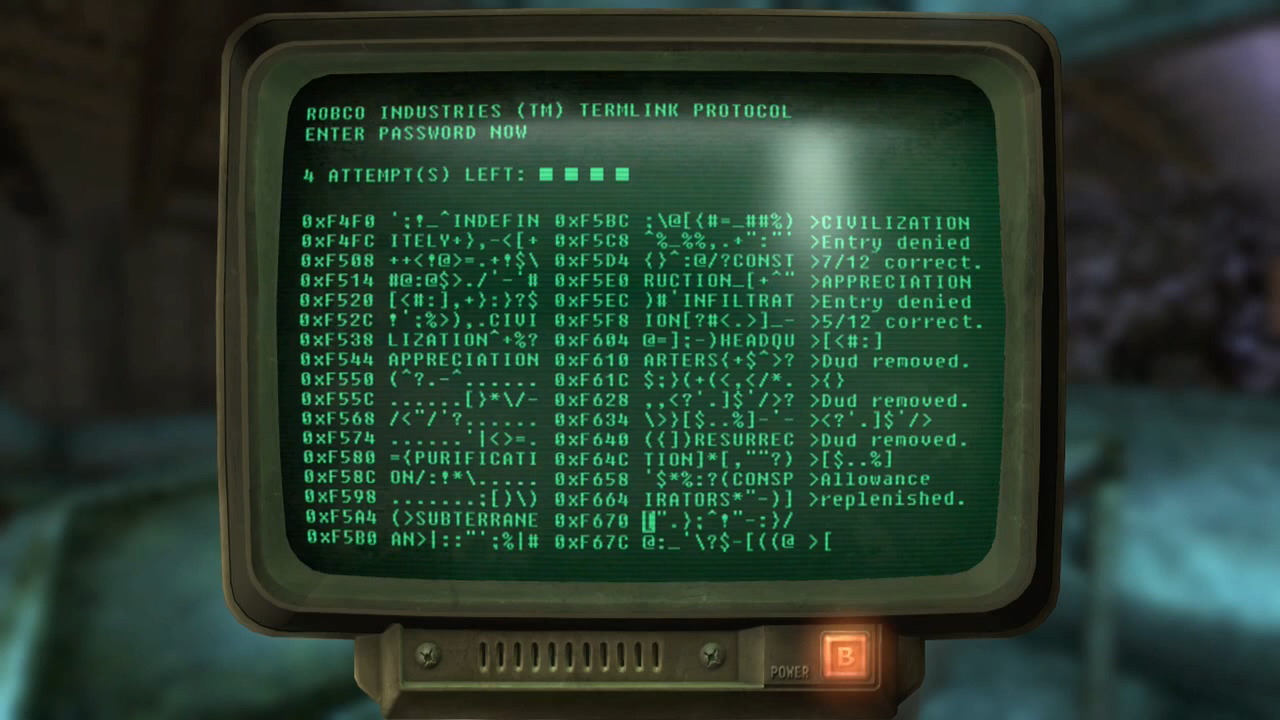 ROBCO INDUSTRIES (TM) TERMLINK PROTOCOL
ENTER PASSWORD NOW
4 ATTEMPT(S) LEFT: ■ ■ ■ ■
0xF4F0 ';!_^INDEFIN 0xF5BC ;\@[{#=_##%) >CIVILIZATION
0xF4FC ITELY+},-<[+ 0xF5C8 ^%_%%,.+":"' >Entry denied
0xF508 ++<!@>=.+!$\ 0xF5D4 {}^:@/?CONST >7/12 correct.
0xF514 #@:@$>./'-'# 0xF5E0 RUCTION_[+^" >APPRECIATION
0xF520 [<#:],+}:}?$ 0xF5EC )#'INFILTRAT >Entry denied
0xF52C !';%>),.CIVI 0xF5F8 ION[?#<.>]_- >5/12 correct.
0xF538 LIZATION^+%? 0xF604 @=];-)HEADQU >[<#:]
0xF544 APPRECIATION 0xF610 ARTERS{+$^>? >Dud removed.
0xF550 (^?.-^...... 0xF61C $;}(+(<,</*. >{}
0xF55C ......[}*\/- 0xF628 ,,<?'.]$'/>? >Dud removed.
0xF568 /<"/'?...... 0xF634 \>}[$..%]-'- ><?'.]$'/>
0xF574 ......'|<>=. 0xF640 ({])RESURREC >Dud removed.
0xF580 ={PURIFICATI 0xF64C TION]*[,""?) >[$..%]
0xF58C ON/:!*\..... 0xF658 '$*%:?(CONSP >Allowance
0xF598 .......;[)\) 0xF664 IRATORS*"-)] >replenished.
0xF5A4 (>SUBTERRANE 0xF670 [".};^!"-:}/
0xF5B0 AN>|::"';%|# 0xF67C @:_'\?$-[((@ >[
POWER
B